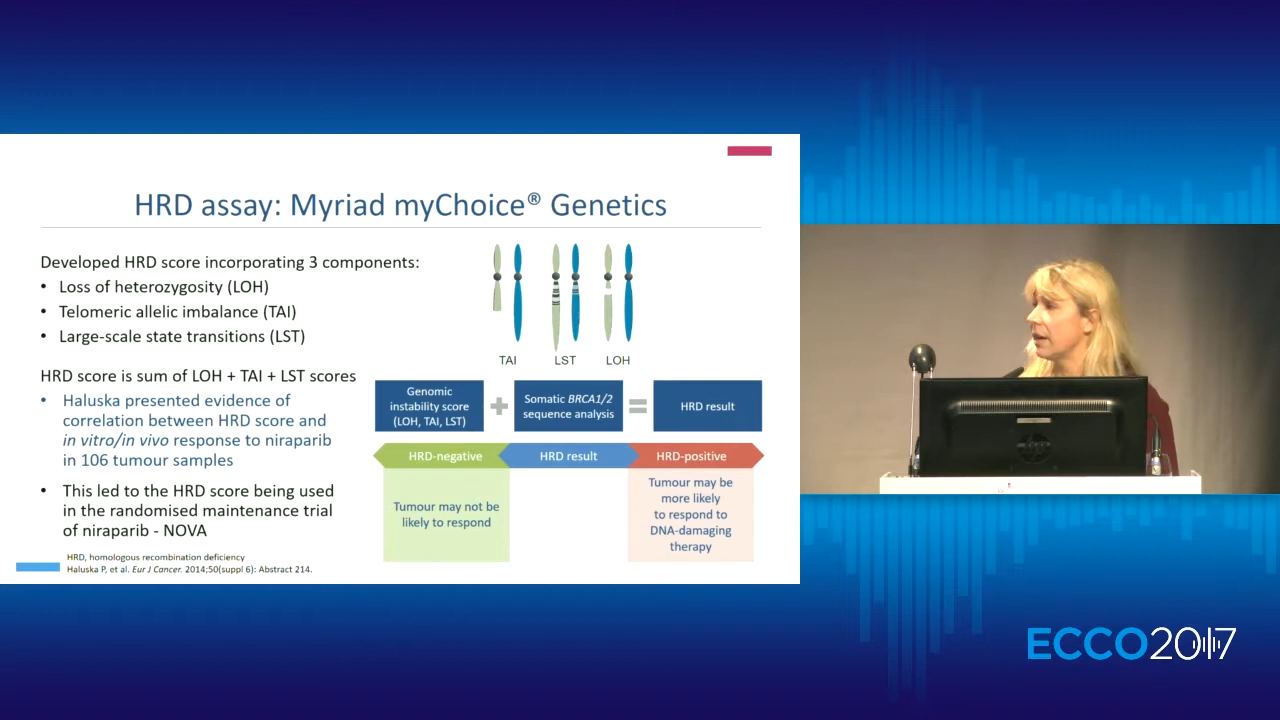 HRD assay: Myriad myChoice® Genetics
Developed HRD score incorporating 3 components:
• Loss of heterozygosity (LOH)
• Telomeric allelic imbalance (TAI)
• Large-scale state transitions (LST)
HRD score is sum of LOH + TAI + LST scores
• Haluska presented evidence of
correlation between HRD score and
in vitro/in vivo response to niraparib
in 106 tumour samples
• This led to the HRD score being used
in the randomised maintenance trial
of niraparib - NOVA
HRD, homologous recombination deficiency
Haluska P, et al. Eur J Cancer. 2014;50(suppl 6): Abstract 214.
TAI
LST
LOH
Genomic
instability score
(LOH, TAI, LST)
+
Somatic BRCA1/2
sequence analysis
=
HRD result
HRD-negative
HRD result
HRD-positive
Tumour may not be
likely to respond
Tumour may be
more likely
to respond to
DNA-damaging
therapy
ECCO2017